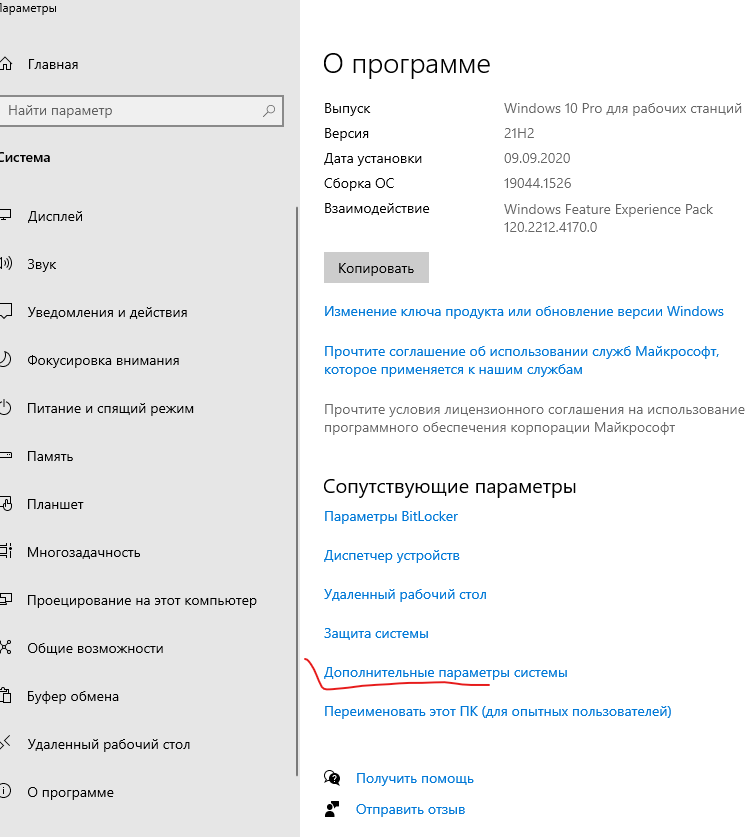 Параметры
Главная
Найти параметр
Система
Дисплей
Звук
Уведомления и действия
Фокусировка внимания
Питание и спящий режим
Память
Планшет
Многозадачность
Проецирование на этот компьютер
Общие возможности
Буфер обмена
Удаленный рабочий стол
О программе
О программе
Выпуск Windows 10 Pro для рабочих станций
Версия 21H2
Дата установки 09.09.2020
Сборка ОС 19044.1526
Взаимодействие Windows Feature Experience Pack
120.2212.4170.0
Копировать
Изменение ключа продукта или обновление версии Windows
Прочтите соглашение об использовании служб Майкрософт,
которое применяется к нашим службам
Прочтите условия лицензионного соглашения на использование
программного обеспечения корпорации Майкрософт
Сопутствующие параметры
Параметры BitLocker
Диспетчер устройств
Удаленный рабочий стол
Защита системы
Дополнительные параметры системы
Переименовать этот ПК (для опытных пользователей)
Получить помощь
Отправить отзыв